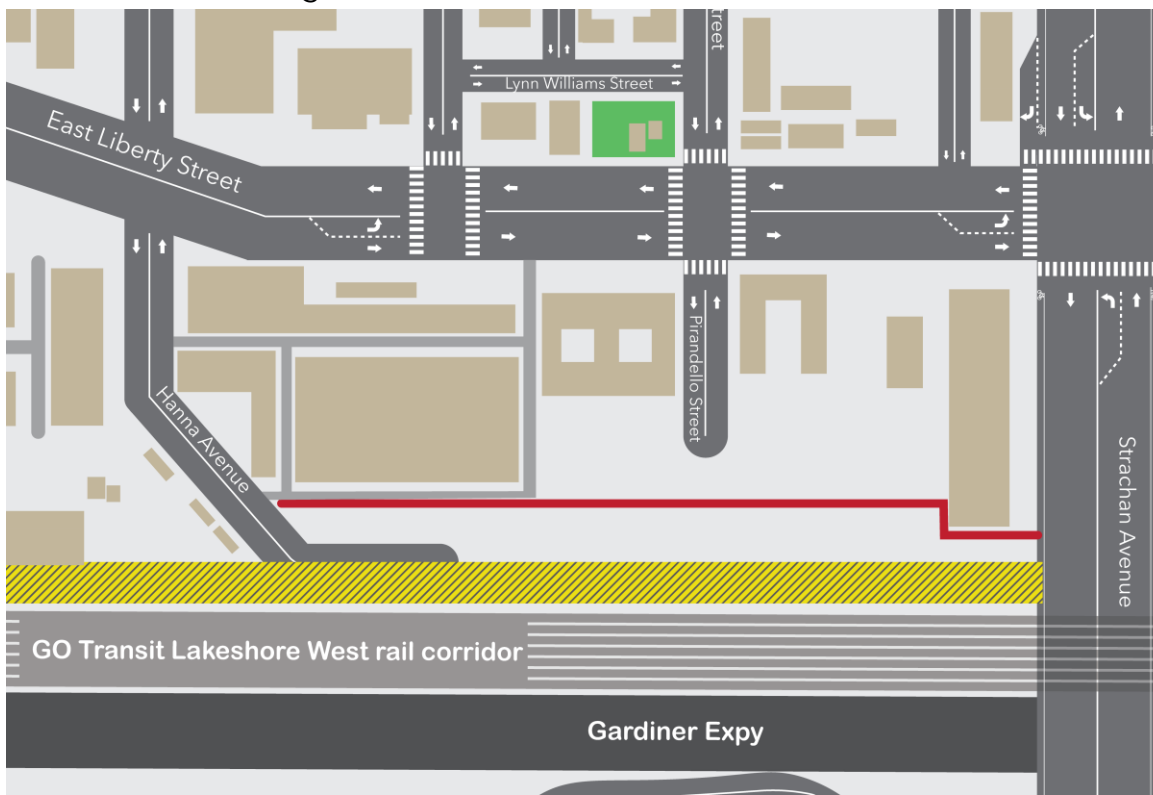 treet
Lynn Williams Street
East Liberty Street
Pirandello Street
Hanna Avenue
Strachan Avenue
GO Transit Lakeshore West rail corridor
Gardiner Expy